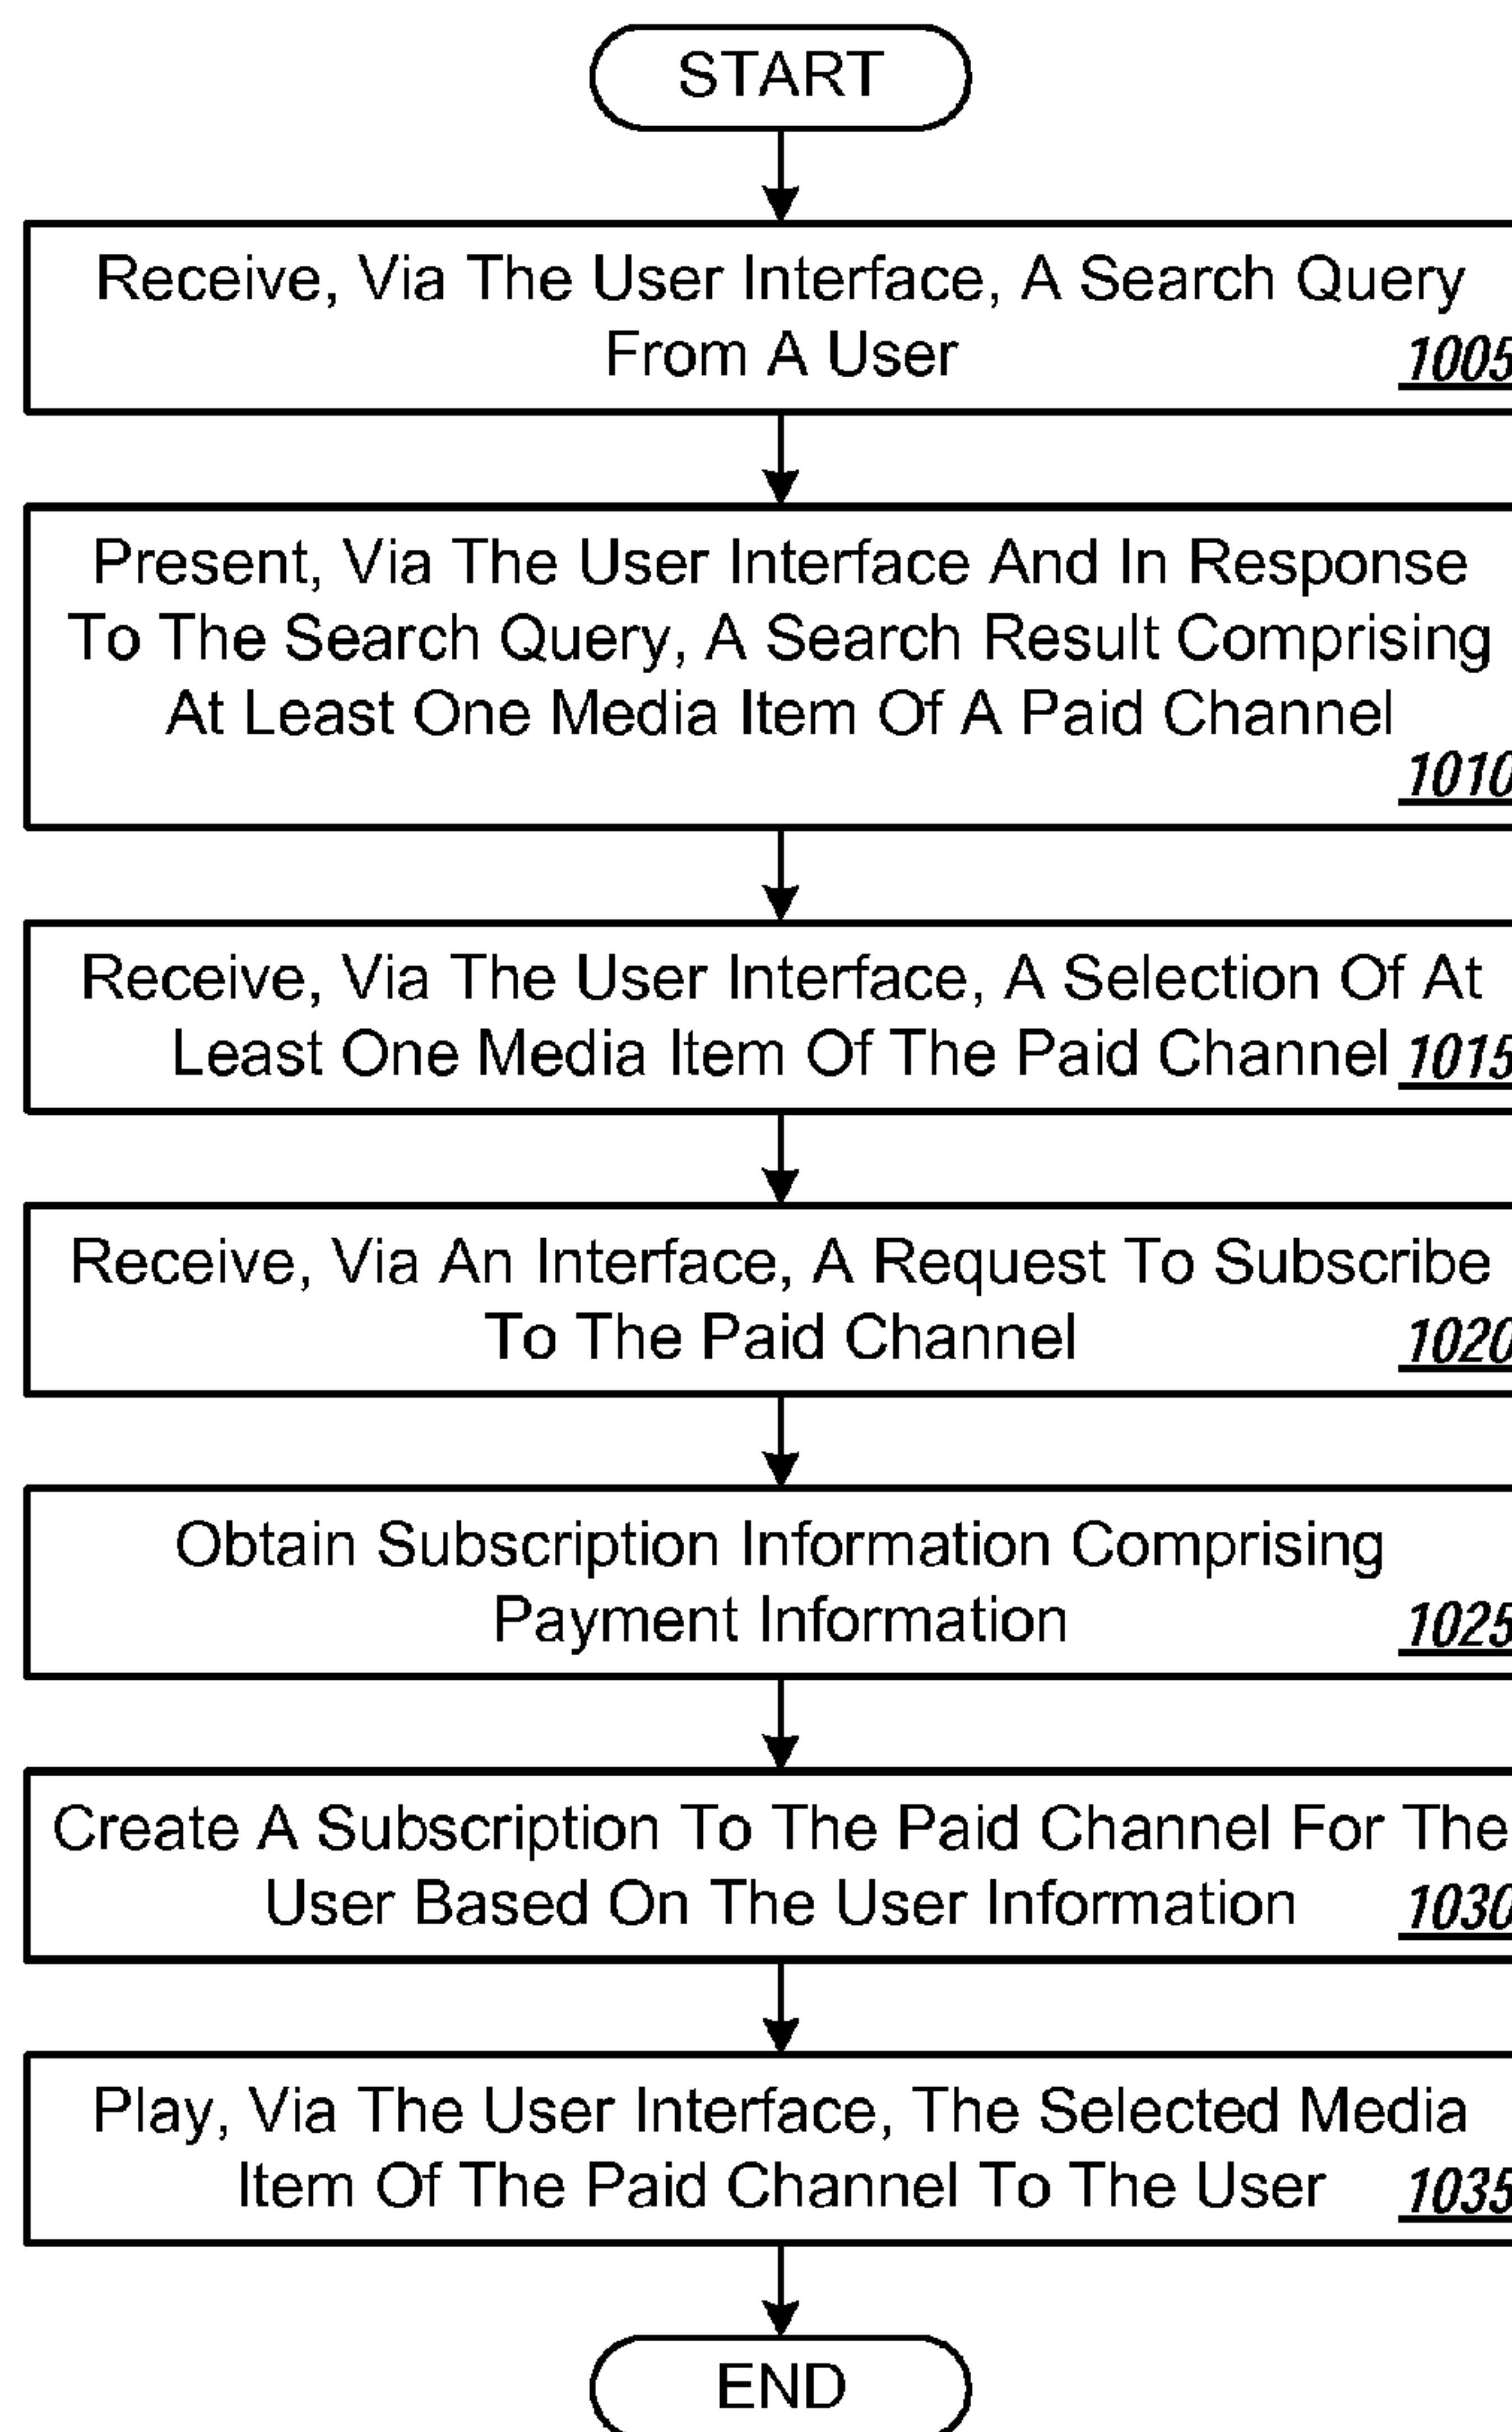 START
Receive, Via The User Interface, A Search Query
From A User
1005
Present, Via The User Interface And In Response
To The Search Query, A Search Result Comprising
At Least One Media Item Of A Paid Channel
1010
Receive, Via The User Interface, A Selection Of At
Least One Media Item Of The Paid Channel
1015
Receive, Via An Interface, A Request To Subscribe
To The Paid Channel
1020
Obtain Subscription Information Comprising
Payment Information
1025
Create A Subscription To The Paid Channel For The
User Based On The User Information
1030
Play, Via The User Interface, The Selected Media
Item Of The Paid Channel To The User
1035
END